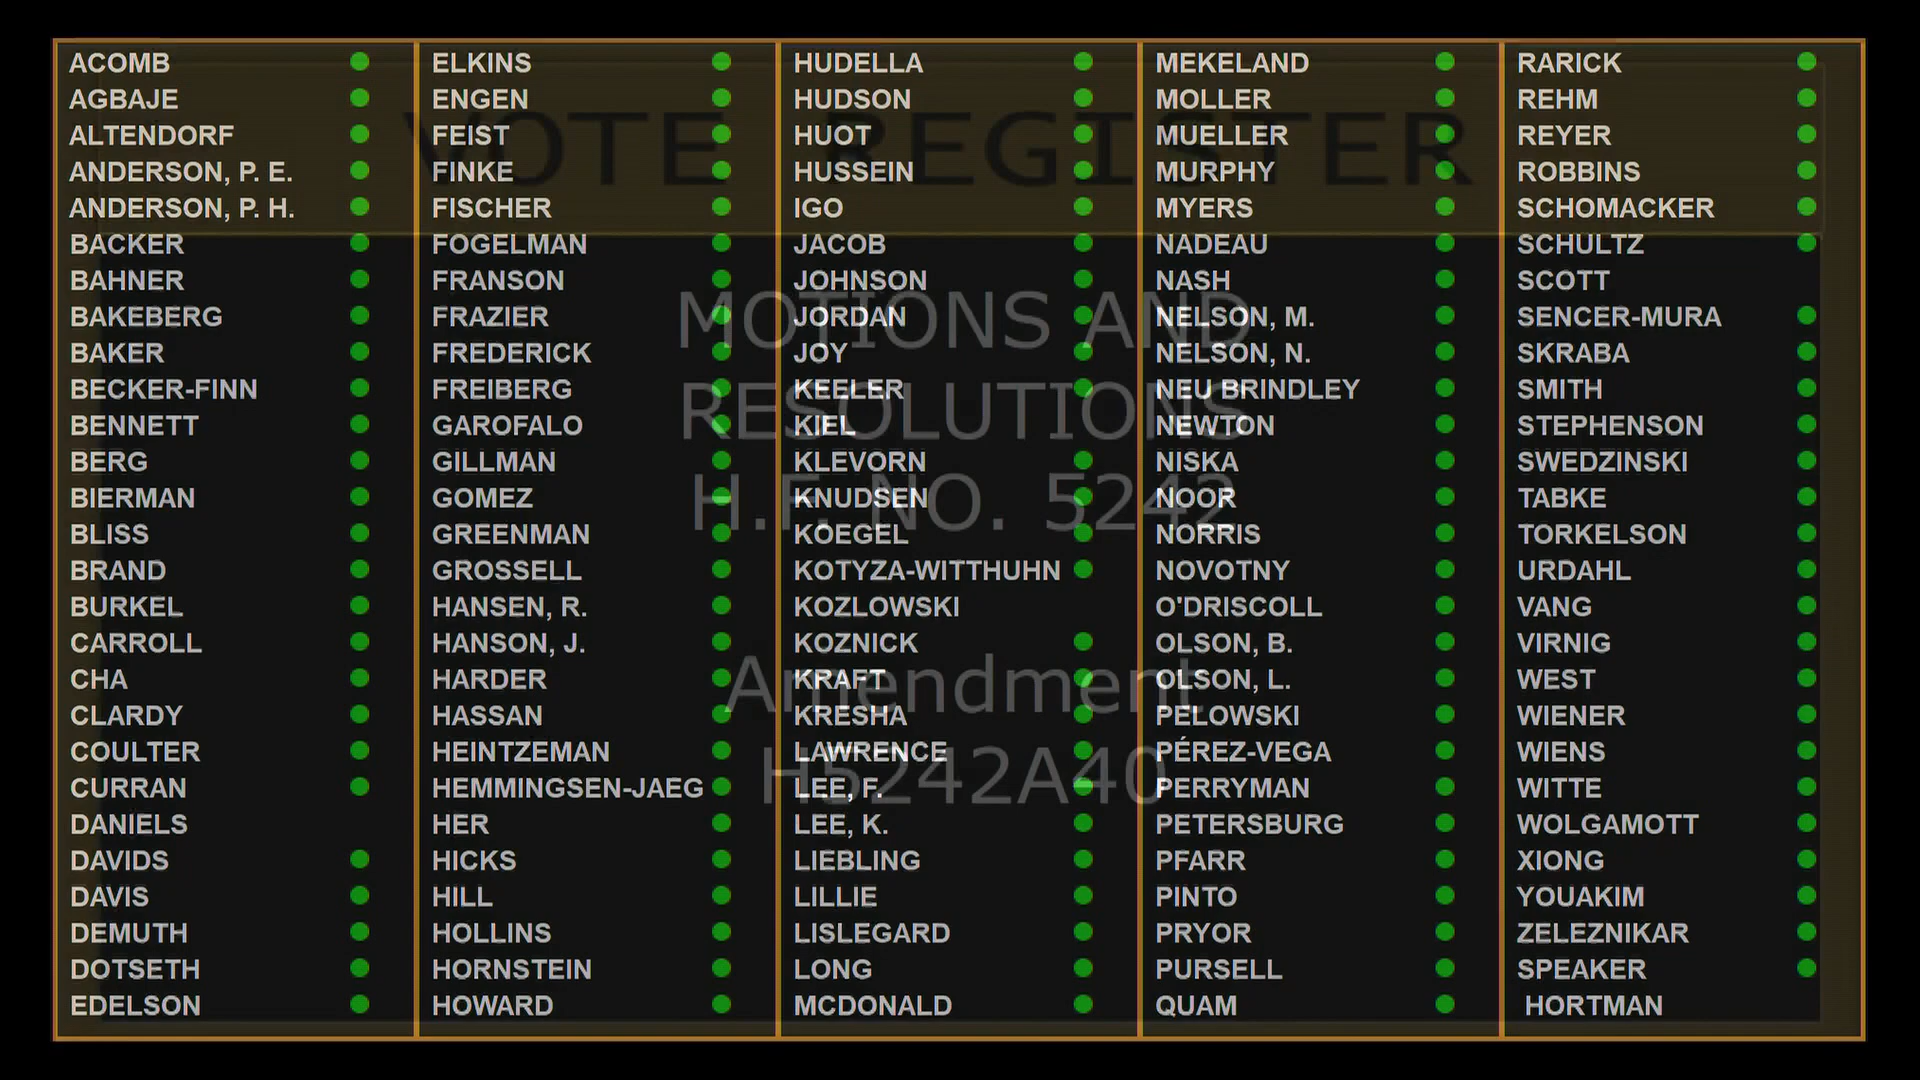 VOTE REGISTER
MOTIONS AND
RESOLUTIONS
H.F. NO. 5242
Amendment
H5242A40
ACOMB
AGBAJE
ALTENDORF
ANDERSON, P. E.
ANDERSON, P. H.
BACKER
BAHNER
BAKEBERG
BAKER
BECKER-FINN
BENNETT
BERG
BIERMAN
BLISS
BRAND
BURKEL
CARROLL
CHA
CLARDY
COULTER
CURRAN
DANIELS
DAVIDS
DAVIS
DEMUTH
DOTSETH
EDELSON
ELKINS
ENGEN
FEIST
FINKE
FISCHER
FOGELMAN
FRANSON
FRAZIER
FREDERICK
FREIBERG
GAROFALO
GILLMAN
GOMEZ
GREENMAN
GROSSELL
HANSEN, R.
HANSON, J.
HARDER
HASSAN
HEINTZEMAN
HEMMINGSEN-JAEG
HER
HICKS
HILL
HOLLINS
HORNSTEIN
HOWARD
HUDELLA
HUDSON
HUOT
HUSSEIN
IGO
JACOB
JOHNSON
JORDAN
JOY
KEELER
KIEL
KLEVORN
KNUDSEN
KOEGEL
KOTYZA-WITTHUHN
KOZLOWSKI
KOZNICK
KRAFT
KRESHA
LAWRENCE
LEE, F.
LEE, K.
LIEBLING
LILLIE
LISLEGARD
LONG
MCDONALD
MEKELAND
MOLLER
MUELLER
MURPHY
MYERS
NADEAU
NASH
NELSON, M.
NELSON, N.
NEU BRINDLEY
NEWTON
NISKA
NOOR
NORRIS
NOVOTNY
O'DRISCOLL
OLSON, B.
OLSON, L.
PELOWSKI
PÉREZ-VEGA
PERRYMAN
PETERSBURG
PFARR
PINTO
PRYOR
PURSELL
QUAM
RARICK
REHM
REYER
ROBBINS
SCHOMACKER
SCHULTZ
SCOTT
SENCER-MURA
SKRABA
SMITH
STEPHENSON
SWEDZINSKI
TABKE
TORKELSON
URDAHL
VANG
VIRNIG
WEST
WIENER
WIENS
WITTE
WOLGAMOTT
XIONG
YOUAKIM
ZELEZNIKAR
SPEAKER
HORTMAN